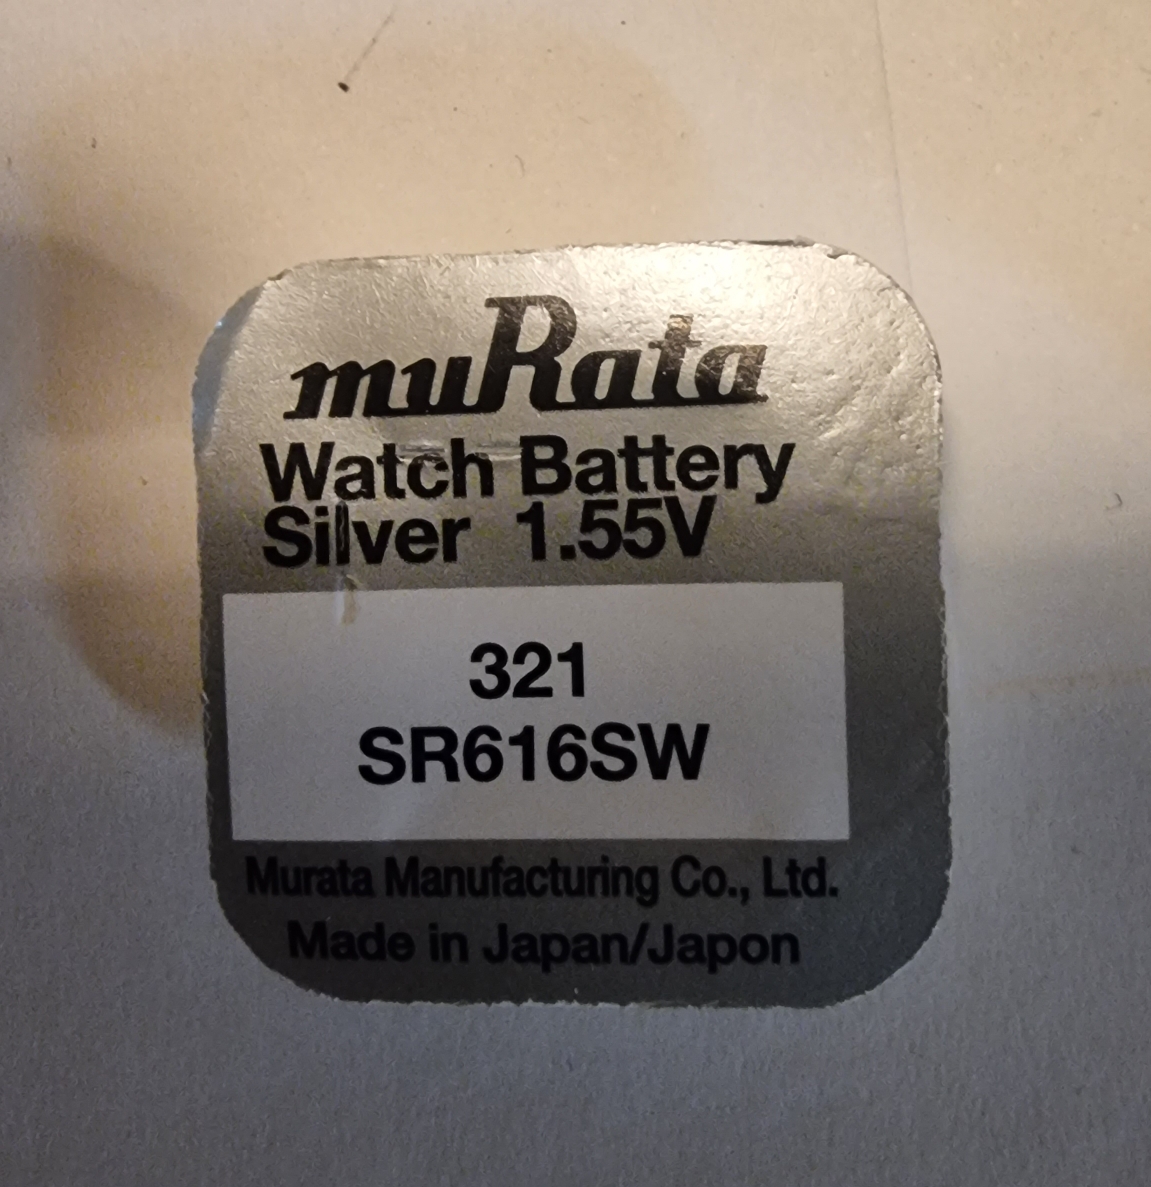 muRata
Watch Battery
Silver 1.55V
321
SR616SW
Murata Manufacturing Co., Ltd.
Made in Japan/Japon